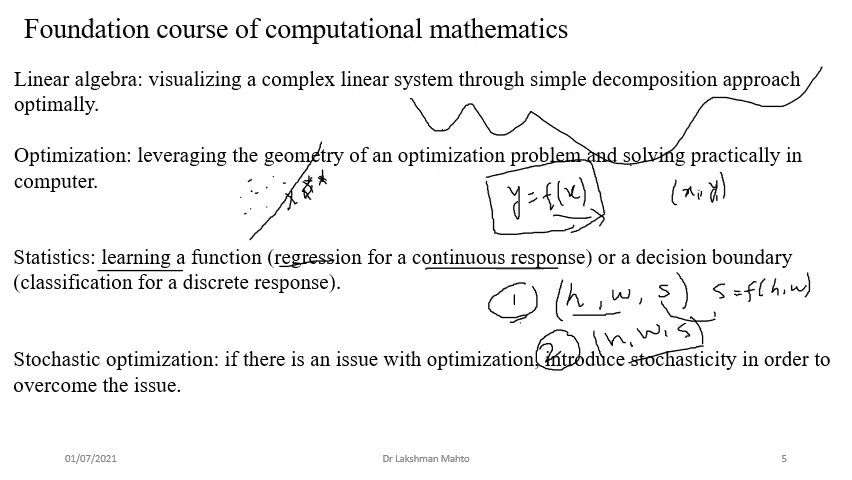 Foundation course of computational mathematics
Linear algebra: visualizing a complex linear system through simple decomposition approach
optimally.
Optimization: leveraging the geometry of an optimization problem and solving practically in
computer.
y=f(x)
(x, y)
Statistics: learning a function (regression for a continuous response) or a decision boundary
(classification for a discrete response).
1 (h, w, s) s=f(h,w)
2 (h, w, s)
Stochastic optimization: if there is an issue with optimization, introduce stochasticity in order to
overcome the issue.
01/07/2021 Dr Lakshman Mahto 5